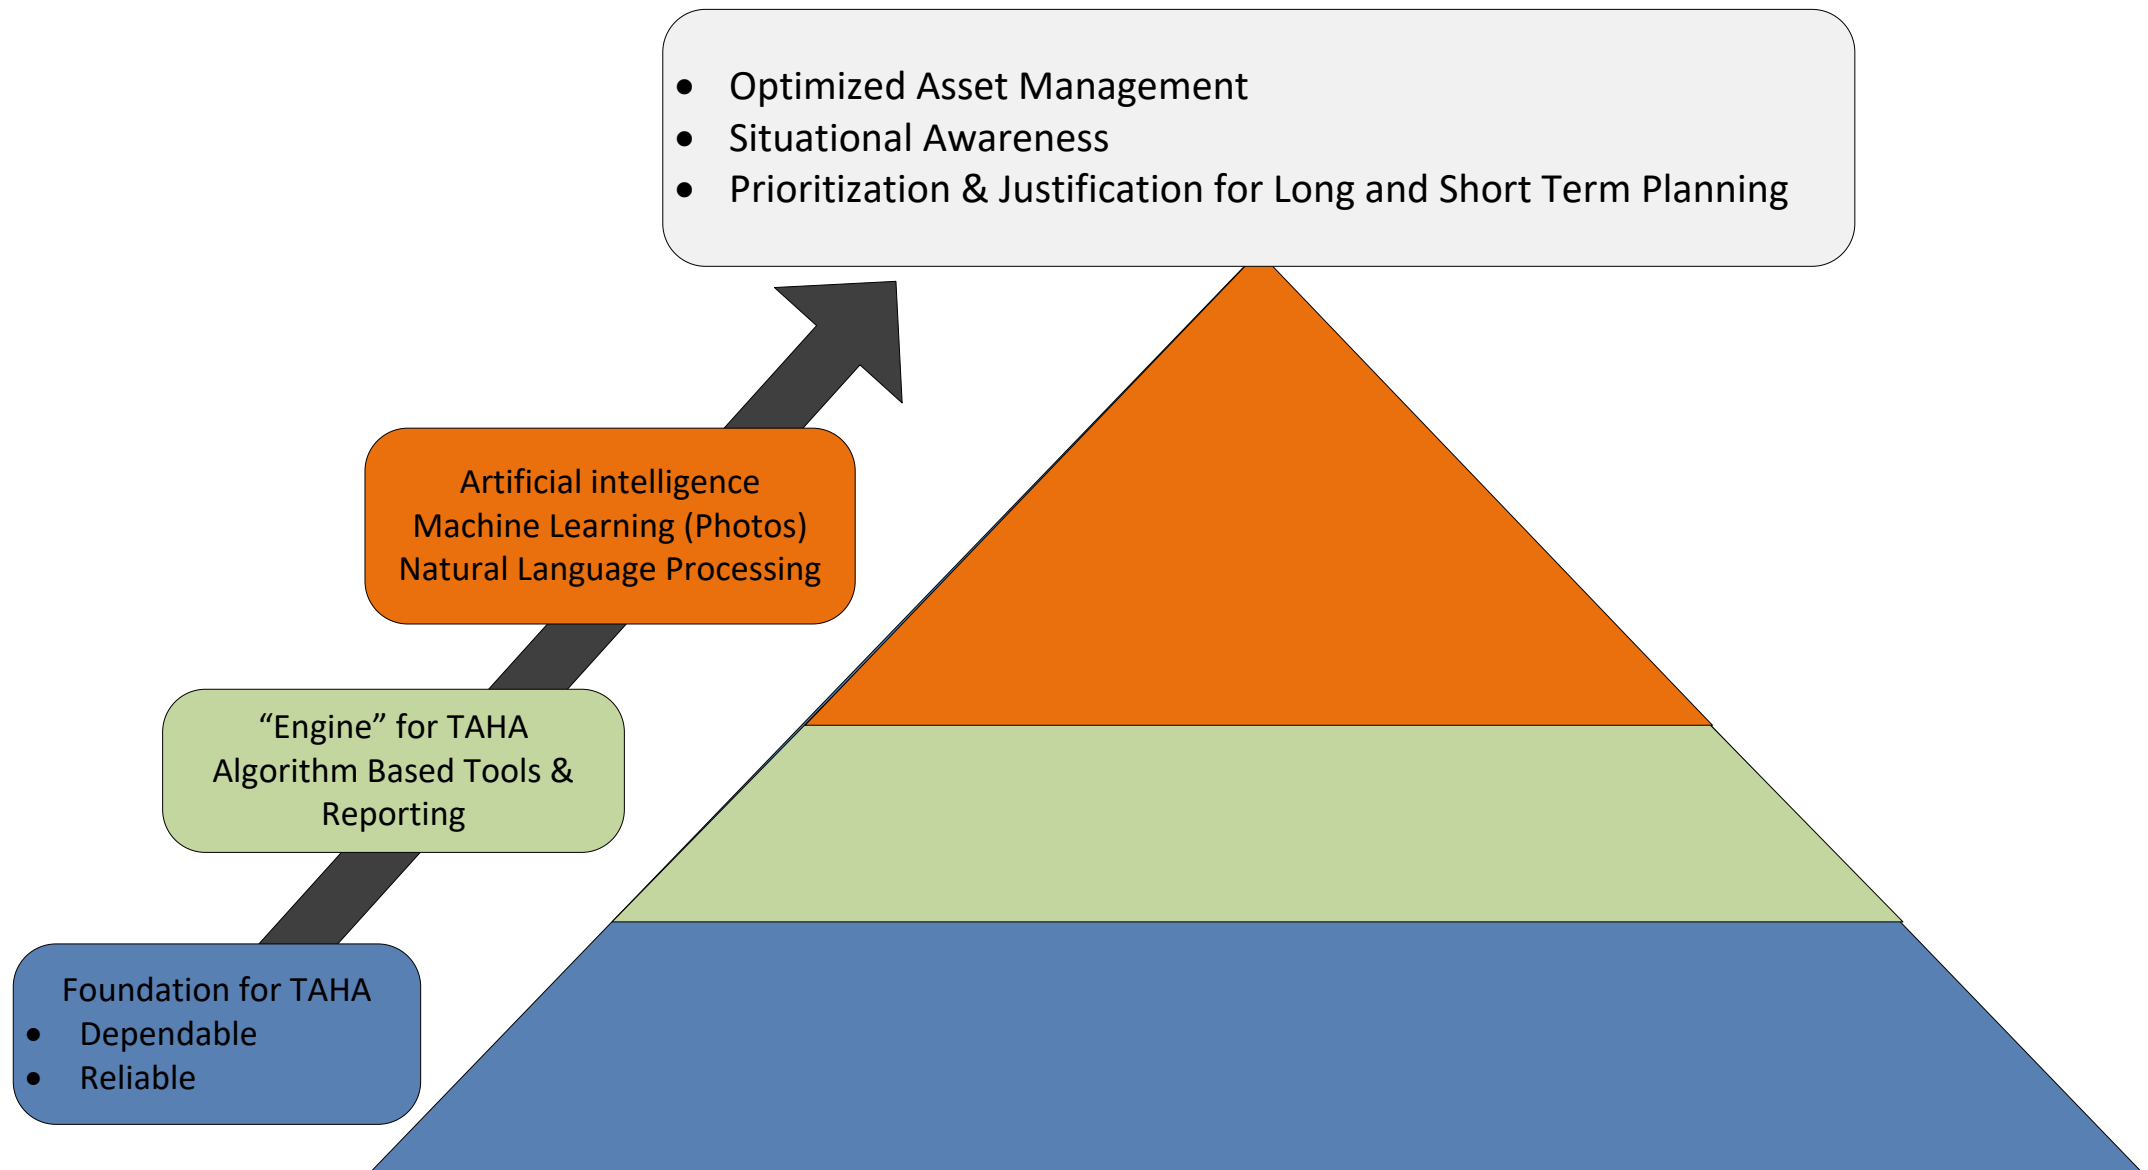 • Optimized Asset Management
• Situational Awareness
• Prioritization & Justification for Long and Short Term Planning
Artificial intelligence
Machine Learning (Photos)
Natural Language Processing
“Engine” for TAHA
Algorithm Based Tools &
Reporting
Foundation for TAHA
• Dependable
• Reliable